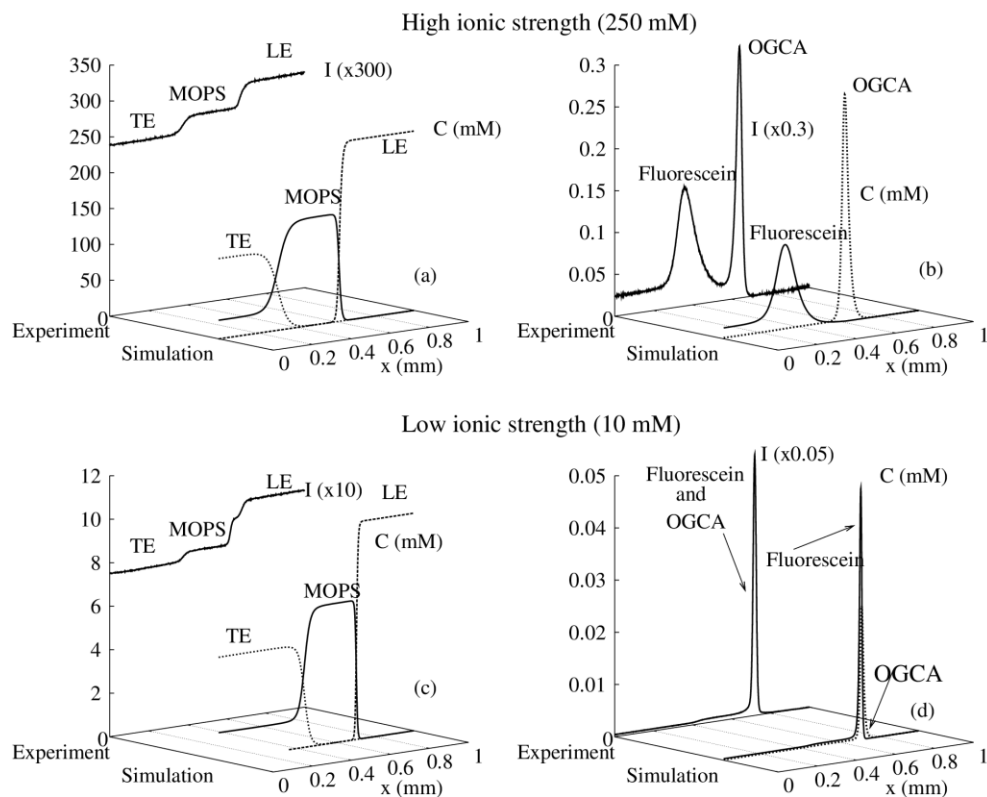 High ionic strength (250 mM)
350
300
250
200
150
100
50
0
TE
MOPS
LE
I (x300)
C (mM)
LE
MOPS
TE
(a)
Experiment
Simulation
0
0.2
0.4
0.6
0.8
1
x (mm)
0.3
0.25
0.2
0.15
0.1
0.05
0
OGCA
OGCA
I (x0.3)
Fluorescein
C (mM)
Fluorescein
(b)
Experiment
Simulation
0
0.2
0.4
0.6
0.8
1
x (mm)
Low ionic strength (10 mM)
12
10
8
6
4
2
0
TE
MOPS
LE
I (x10)
LE
C (mM)
MOPS
TE
(c)
Experiment
Simulation
0
0.2
0.4
0.6
0.8
1
x (mm)
0.05
0.04
0.03
0.02
0.01
0
I (x0.05)
Fluorescein
and
OGCA
C (mM)
Fluorescein
OGCA
(d)
Experiment
Simulation
0
0.2
0.4
0.6
0.8
1
x (mm)